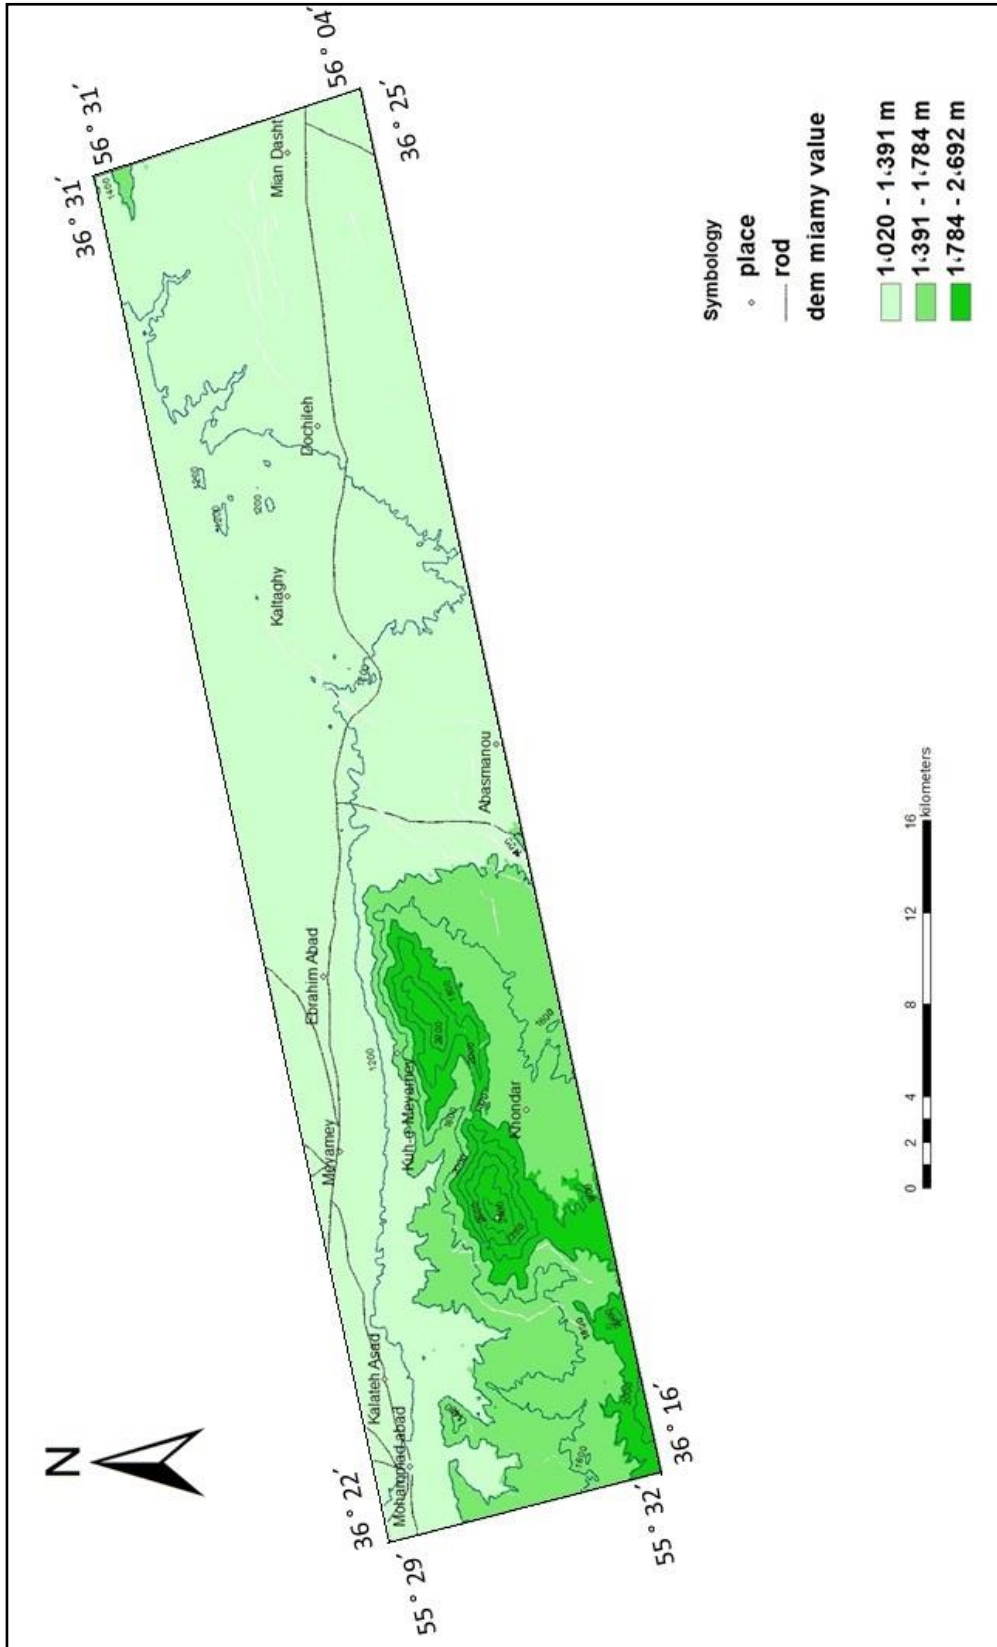 N
36 ° 31′
56 ° 31′
56 ° 04′
36 ° 25′
1400
Mian Dasht
Dochileh
1200
Kaltaghy
Abasmanou
Ebrahim Abad
1200
Meyamey
Kuh-e-Meyamey
1600
Khondar
Kalateh Asad
Mohammad abad
1600
36 ° 22′
55 ° 29′
55 ° 32′
36 ° 16′
Symbology
place
rod
dem miamy value
1،020 - 1،391 m
1،391 - 1،784 m
1،784 - 2،692 m
0 2 4 8 12 16
kilometers